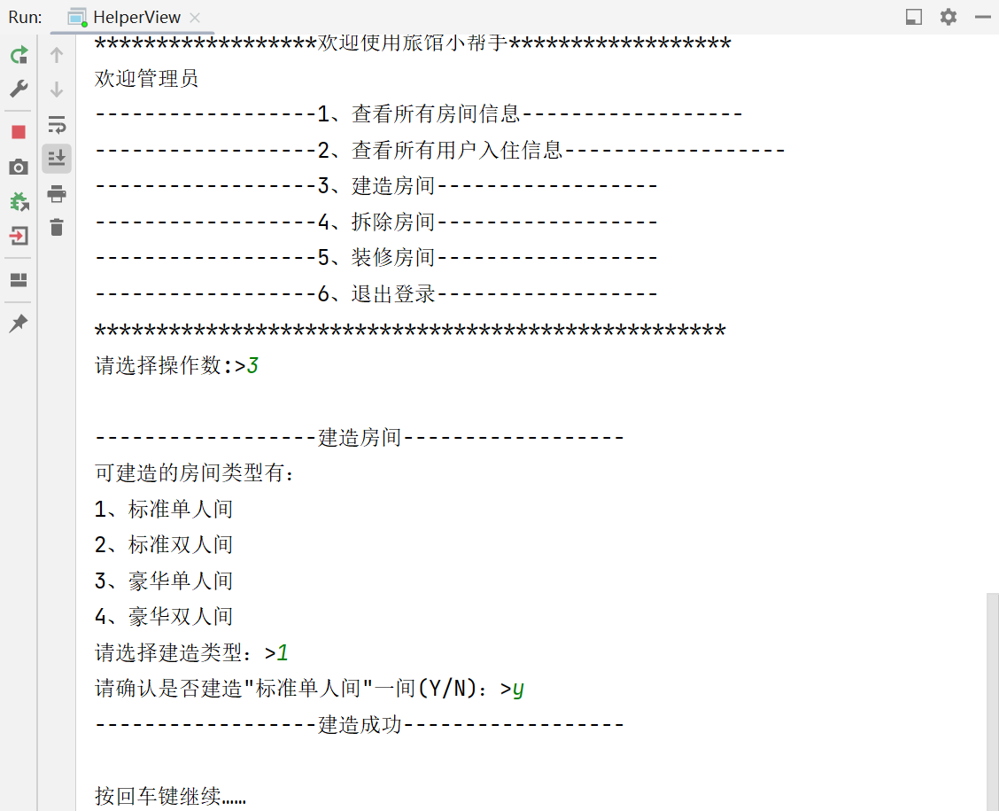 Run: HelperView
******************欢迎使用旅馆小帮手******************
欢迎管理员
------------------1、查看所有房间信息------------------
------------------2、查看所有用户入住信息------------------
------------------3、建造房间------------------
------------------4、拆除房间------------------
------------------5、装修房间------------------
------------------6、退出登录------------------
***************************************************
请选择操作数:>3
------------------建造房间------------------
可建造的房间类型有:
1、标准单人间
2、标准双人间
3、豪华单人间
4、豪华双人间
请选择建造类型：>1
请确认是否建造"标准单人间"一间(Y/N)：>y
------------------建造成功------------------
按回车键继续……